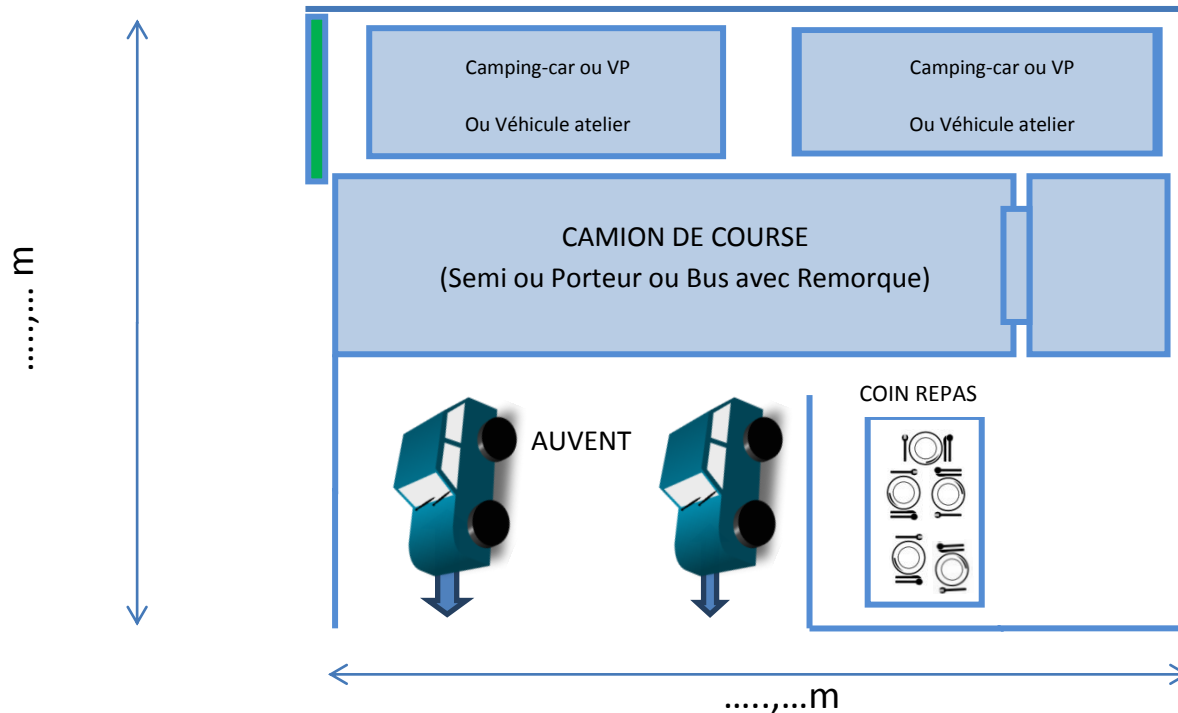 Camping-car ou VP
Ou Véhicule atelier
Camping-car ou VP
Ou Véhicule atelier
CAMION DE COURSE
(Semi ou Porteur ou Bus avec Remorque)
…..,… m
COIN REPAS
AUVENT
…..,…m